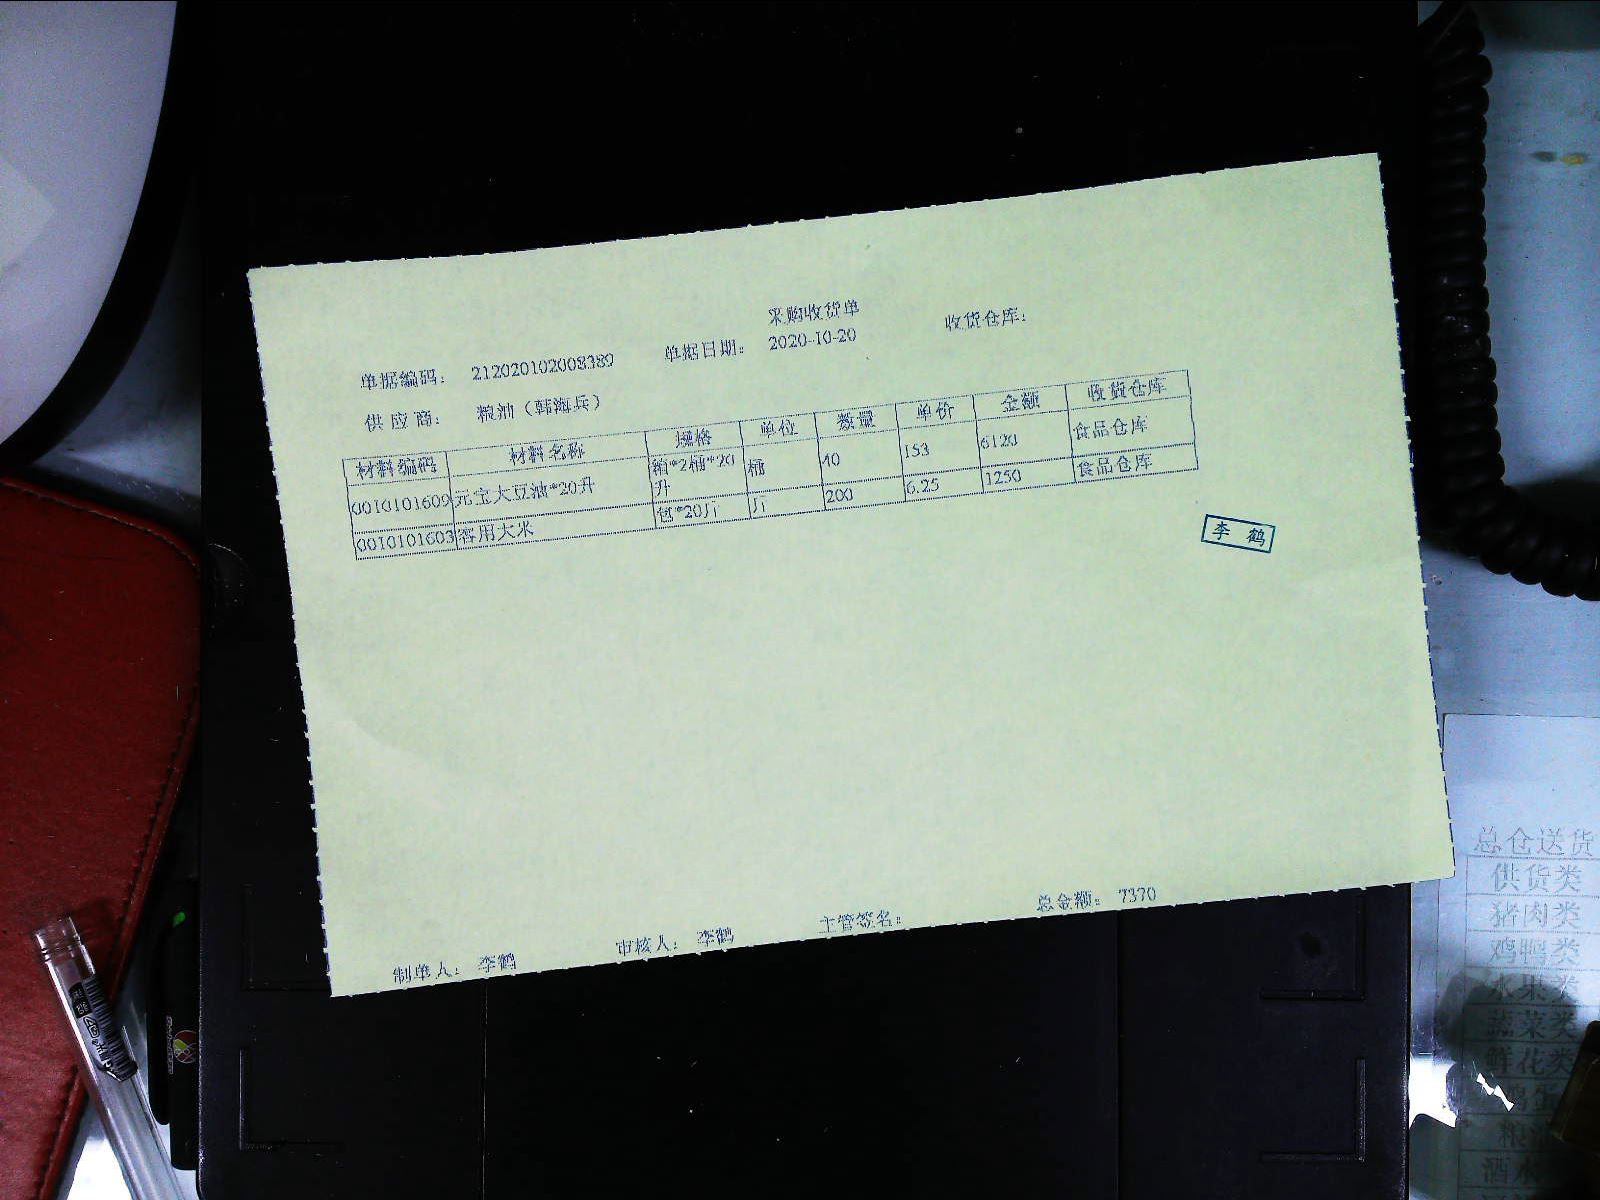 采购收货单
单据编码： 212020102008389 单据日期： 2020-10-20 收货仓库：
供应商： 粮油（韩海兵）
材料编码 材料名称 规格 单位 数量 单价 金额 收货仓库
0010101609 元宝大豆油*20升 箱*2桶*20升 桶 40 153 6120 食品仓库
0010101603 客用大米 包*20斤 斤 200 6.25 1250 食品仓库
李 鹤
制单人： 李鹤 审核人： 李鹤 主管签名： 总金额： 7370
总仓送货
供货类
猪肉类
鸡鸭类
水果类
蔬菜类
鲜花类
酒水